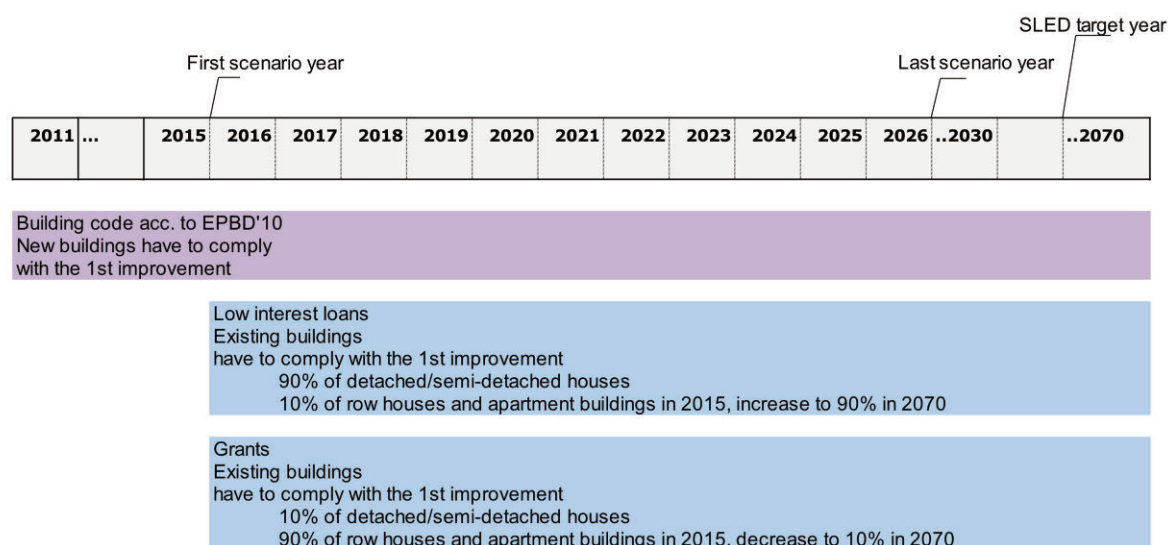 SLED target year
First scenario year
Last scenario year
2011 ... 2015 2016 2017 2018 2019 2020 2021 2022 2023 2024 2025 2026 ..2030 ..2070
Building code acc. to EPBD'10
New buildings have to comply
with the 1st improvement
Low interest loans
Existing buildings
have to comply with the 1st improvement
90% of detached/semi-detached houses
10% of row houses and apartment buildings in 2015, increase to 90% in 2070
Grants
Existing buildings
have to comply with the 1st improvement
10% of detached/semi-detached houses
90% of row houses and apartment buildings in 2015, decrease to 10% in 2070